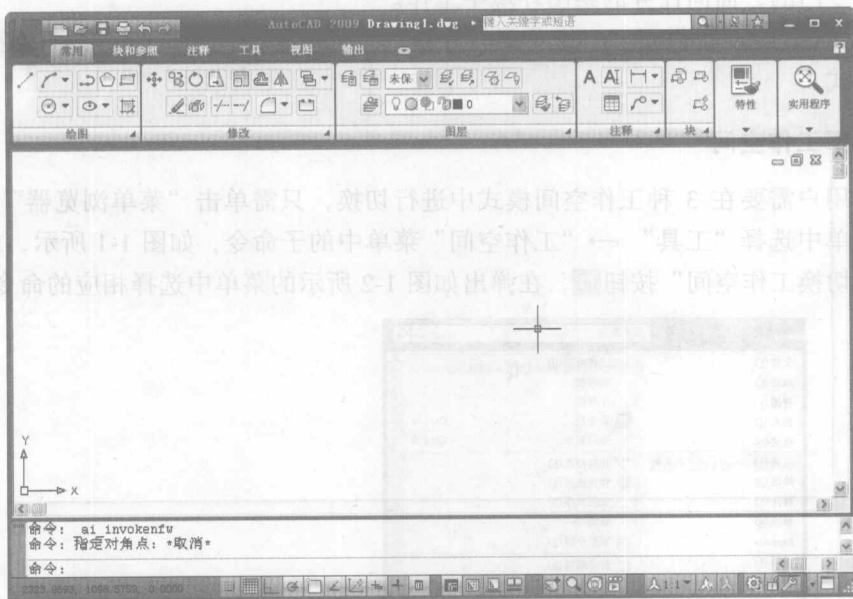 AutoCAD 2009 Drawing1.dwg 键入关键字或短语
常用 块和参照 注释 工具 视图 输出
未保
0
特性 实用程序
绘图 修改 图层 注释 块
用户需要在 3 种工作空间模式中进行切换，只需单击“菜单浏览器”
单中选择“工具”→“工作空间”菜单中的子命令，如图 1-1 所示。
切换工作空间”按钮，在弹出如图 1-2 所示的菜单中选择相应的命令
Y
X
命令: ai_invokenfw
命令: 指定对角点: *取消*
命令:
1:1